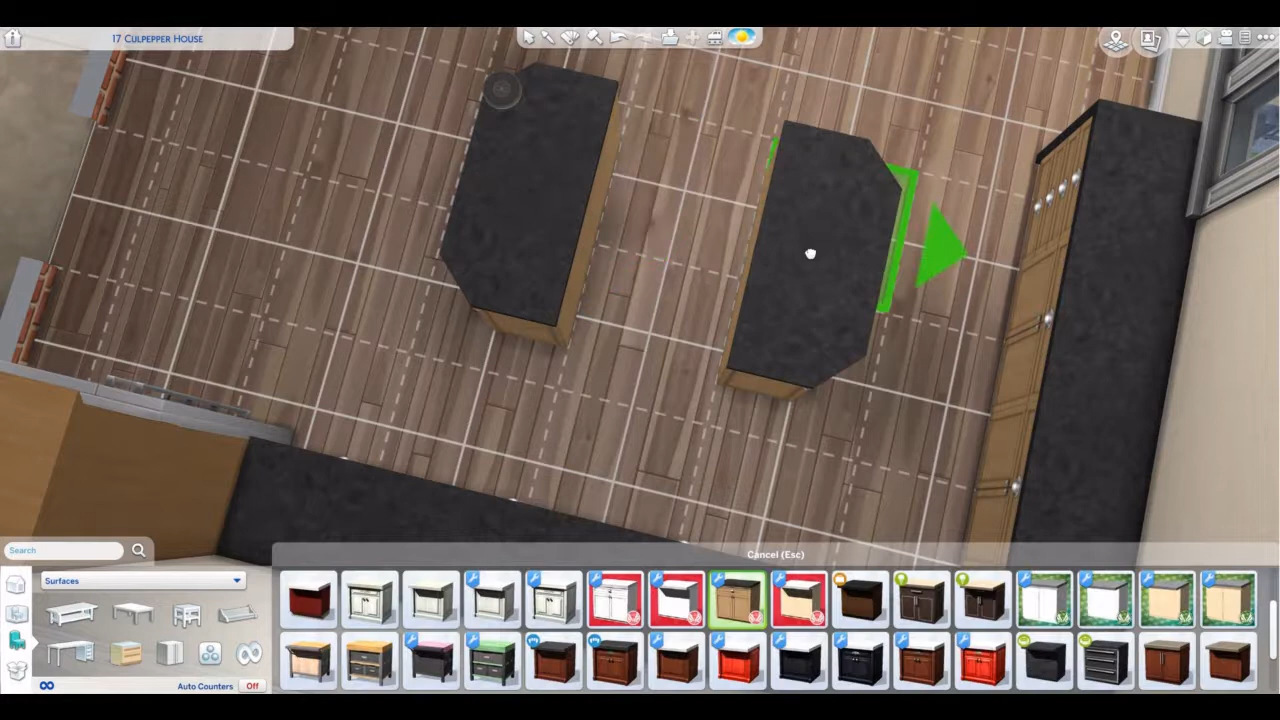 17 CULPEPPER HOUSE
Cancel (Esc)
Search
Surfaces
Auto Counters Off